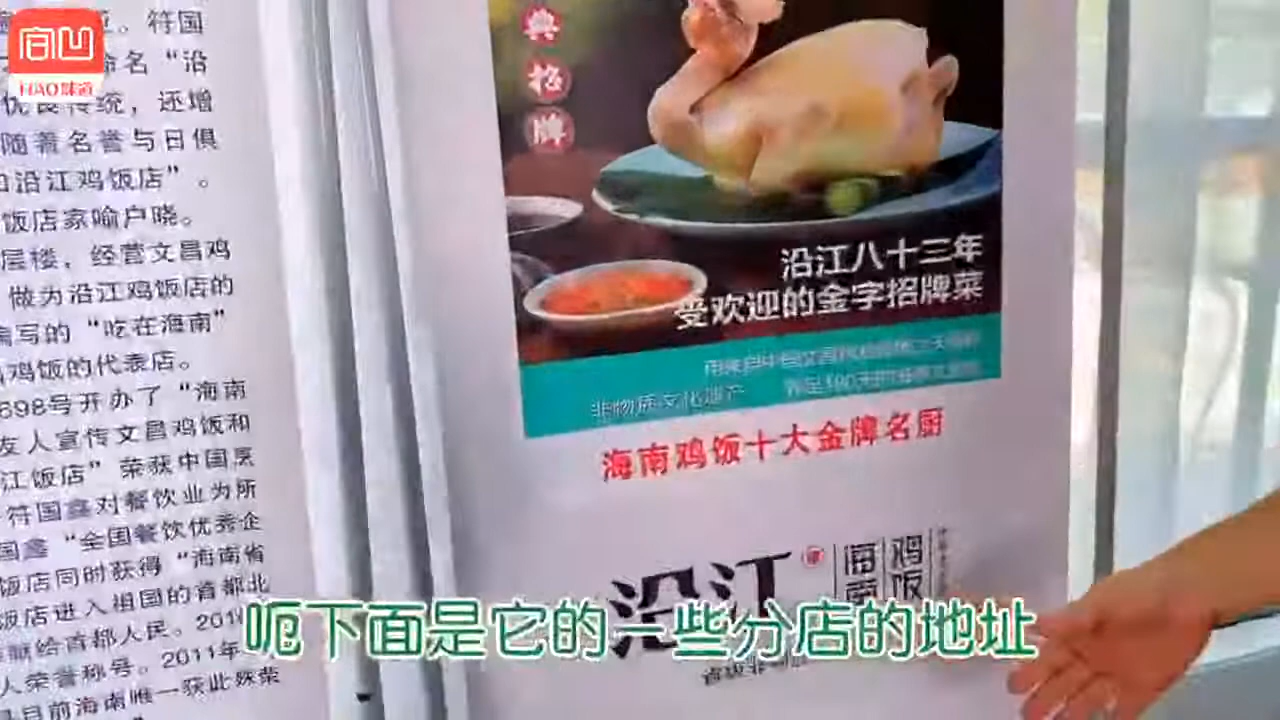 HAO味道
符国
命名“沿
优良传统，还增
随着名誉与日俱
沿江鸡饭店”。
饭店家喻户晓。
层楼，经营文昌鸡
做为沿江鸡饭店的
编写的“吃在海南”
鸡饭的代表店。
698号开办了“海南
友人宣传文昌鸡饭和
江饭店”荣获中国烹
符国鑫对餐饮业为所
国鑫“全国餐饮优秀企
饭店同时获得“海南省
饭店进入祖国的首都北
献给首都人民。201
人荣誉称号。2011年
目前海南唯一获此殊荣
典招牌
沿江八十三年
受欢迎的金字招牌菜
非物质文化遗产
海南鸡饭十大金牌名厨
沿江
海南
鸡饭
呃下面是它的一些分店的地址